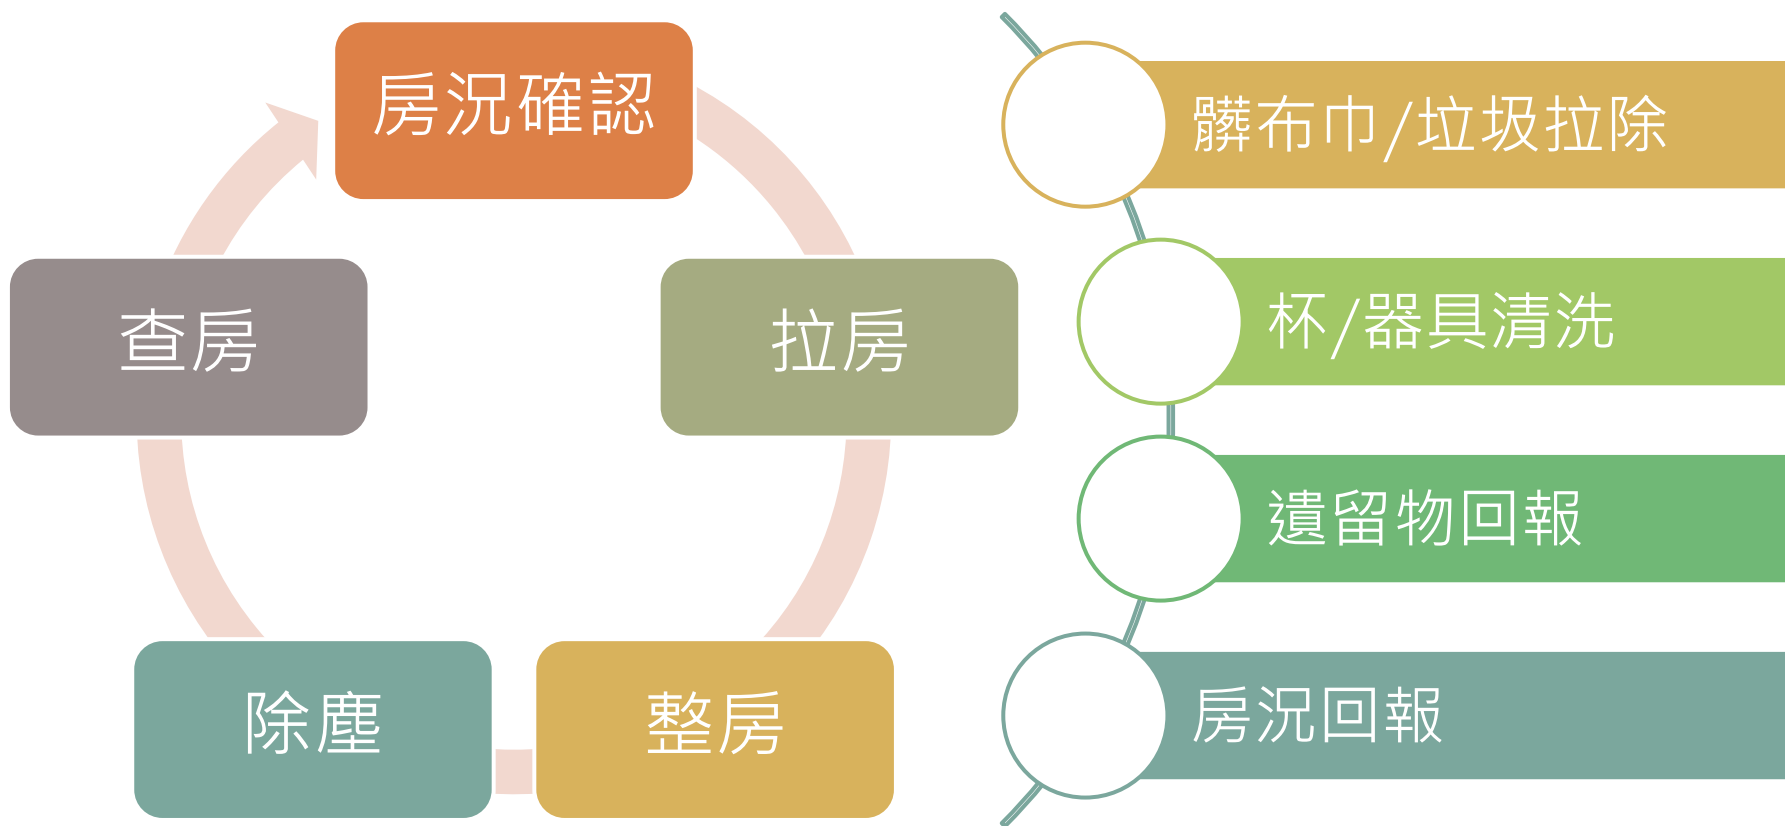 房況確認
拉房
整房
除塵
查房
髒布巾/垃圾拉除
杯/器具清洗
遺留物回報
房況回報